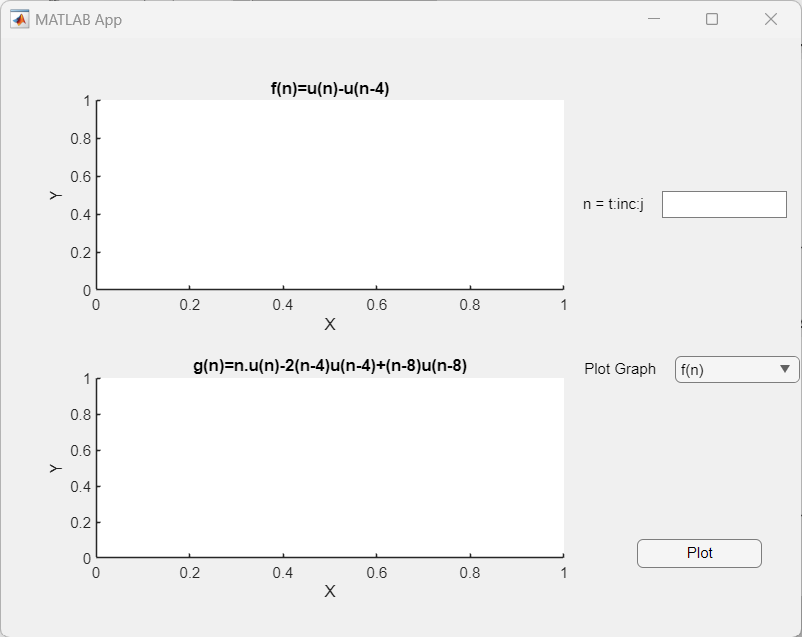 MATLAB App
f(n)=u(n)-u(n-4)
1
0.8
0.6
0.4
0.2
0
Y
0 0.2 0.4 0.6 0.8 1
X
n = t:inc:j
g(n)=n.u(n)-2(n-4)u(n-4)+(n-8)u(n-8)
1
0.8
0.6
0.4
0.2
0
Y
0 0.2 0.4 0.6 0.8 1
X
Plot Graph f(n)
Plot